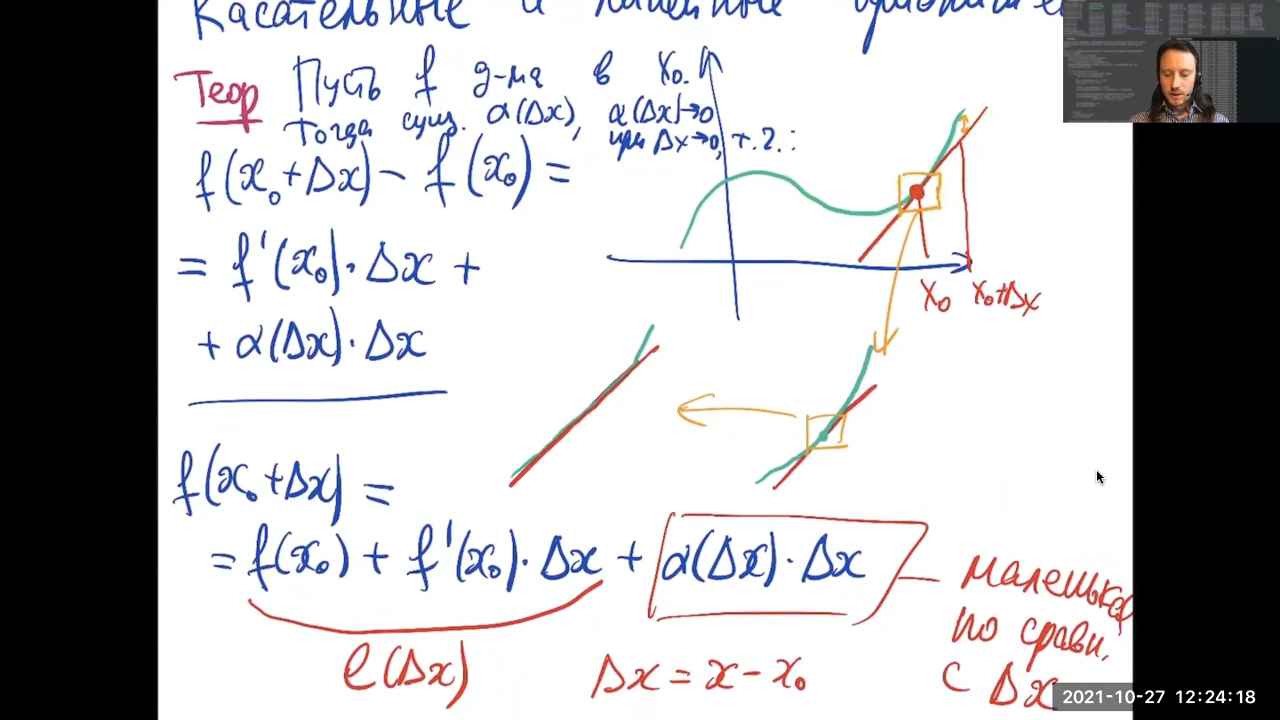 Касательные и линейные
Теор Пусть f д-ма в x₀.
тогда сущ. α(Δx), α(Δx)→0
при Δx→0, т.ч.:
f(x₀+Δx) − f(x₀) =
= f'(x₀)·Δx +
+ α(Δx)·Δx
x₀ x₀+Δx
f(x₀+Δx) =
= f(x₀) + f'(x₀)·Δx + α(Δx)·Δx
маленькое
по сравн.
с Δx
ℓ(Δx) Δx = x − x₀
2021-10-27 12:24:18